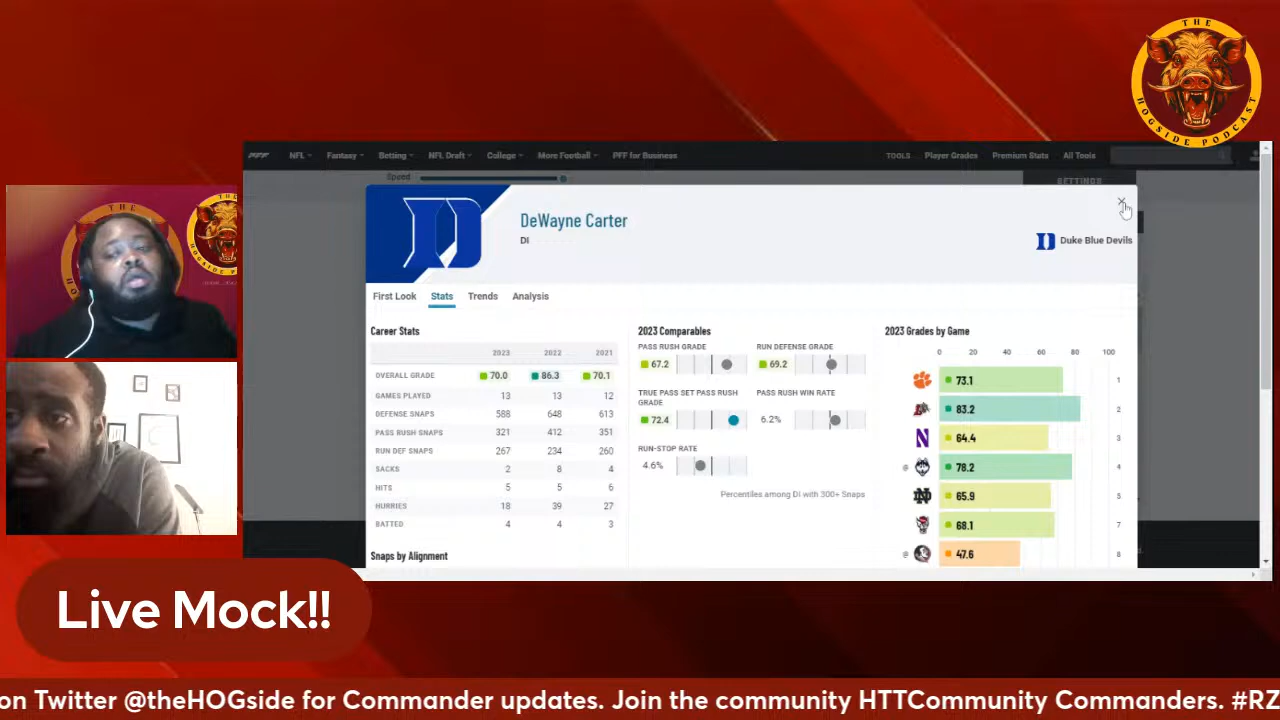 THE
HOGSIDE PODCAST
PFF NFL Fantasy Betting NFL Draft College More Football PFF for Business TOOLS Player Grades Premium Stats All Tools
Speed
SETTINGS
DeWayne Carter
DI
Duke Blue Devils
First Look Stats Trends Analysis
Career Stats
2023 2022 2021
OVERALL GRADE 70.0 86.3 70.1
GAMES PLAYED 13 13 12
DEFENSE SNAPS 588 648 613
PASS RUSH SNAPS 321 412 351
RUN DEF SNAPS 267 234 260
SACKS 2 8 4
HITS 5 5 6
HURRIES 18 39 27
BATTED 4 4 3
Snaps by Alignment
2023 Comparables
PASS RUSH GRADE RUN DEFENSE GRADE
67.2 69.2
TRUE PASS SET PASS RUSH GRADE PASS RUSH WIN RATE
72.4 6.2%
RUN-STOP RATE
4.6%
Percentiles among DI with 300+ Snaps
2023 Grades by Game
0 20 40 60 80 100
73.1 1
83.2 2
64.4 3
@ 78.2 4
65.9 5
68.1 7
@ 47.6 8
Live Mock!!
on Twitter @theHOGside for Commander updates. Join the community HTTCommunity Commanders. #RZ